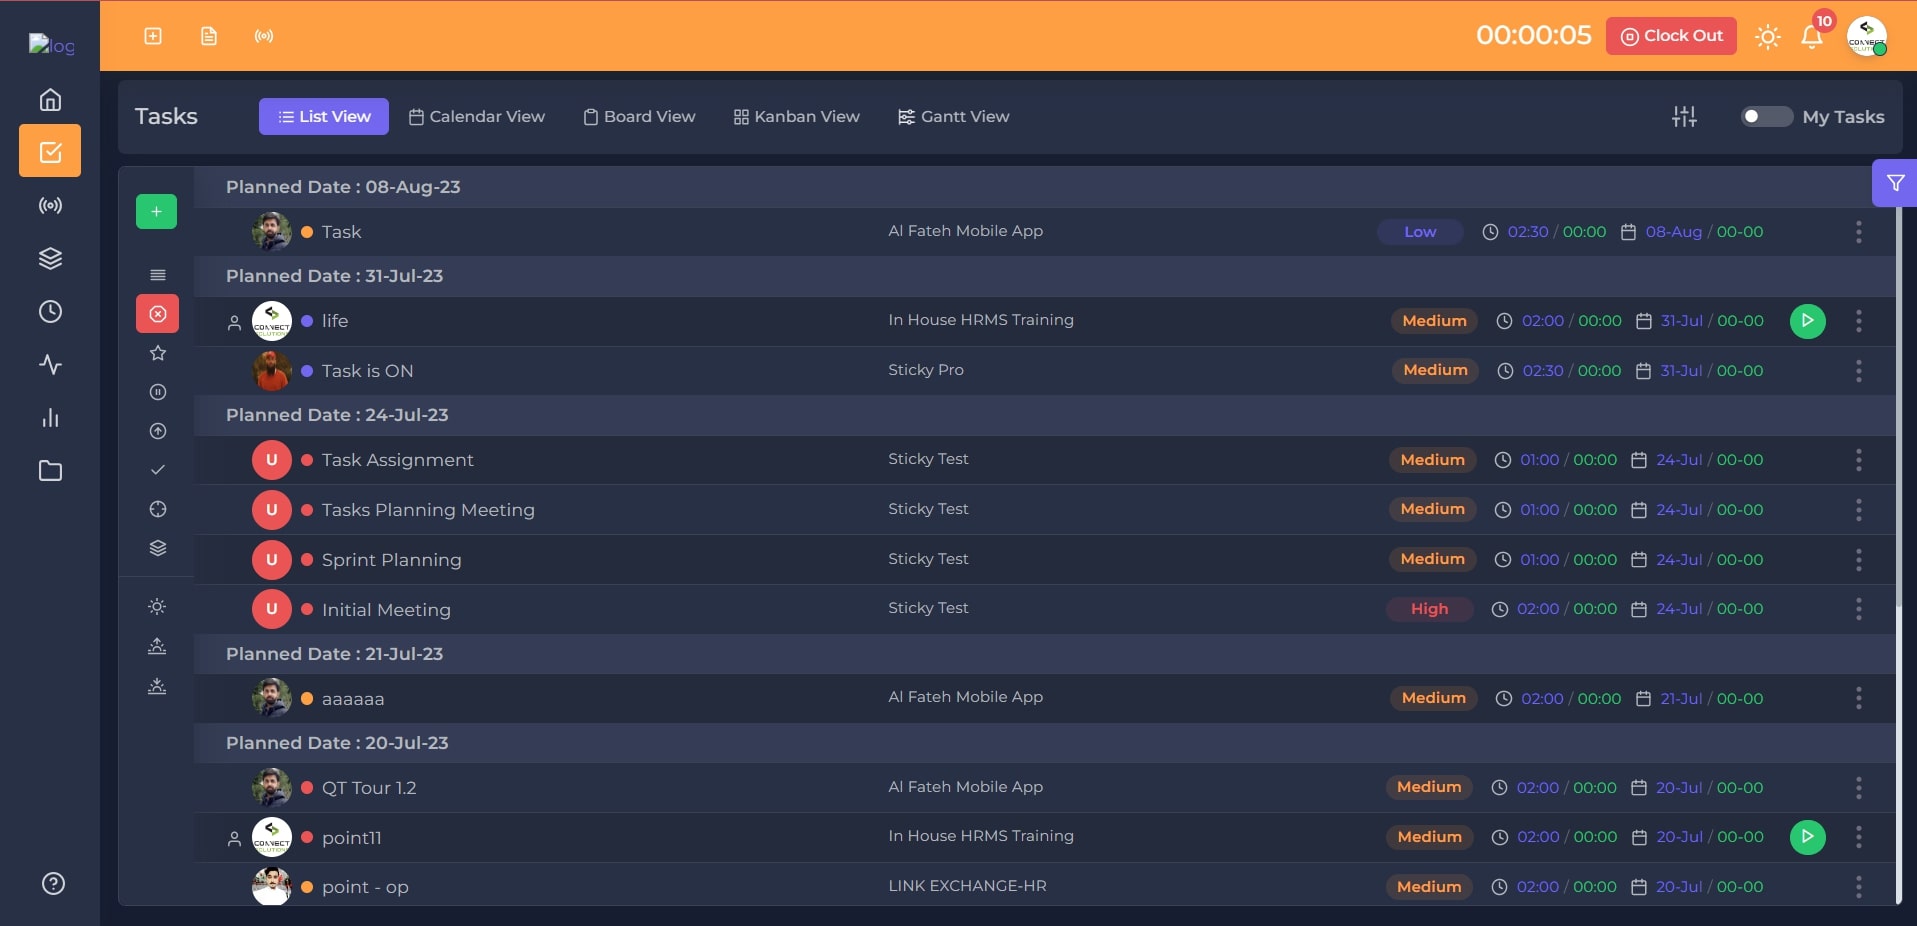 log
00:00:05 Clock Out 10
Tasks List View Calendar View Board View Kanban View Gantt View My Tasks
Planned Date : 08-Aug-23
Task Al Fateh Mobile App Low 02:30 / 00:00 08-Aug / 00-00
Planned Date : 31-Jul-23
CONNECT life In House HRMS Training Medium 02:00 / 00:00 31-Jul / 00-00
Task is ON Sticky Pro Medium 02:30 / 00:00 31-Jul / 00-00
Planned Date : 24-Jul-23
U Task Assignment Sticky Test Medium 01:00 / 00:00 24-Jul / 00-00
U Tasks Planning Meeting Sticky Test Medium 01:00 / 00:00 24-Jul / 00-00
U Sprint Planning Sticky Test Medium 01:00 / 00:00 24-Jul / 00-00
U Initial Meeting Sticky Test High 02:00 / 00:00 24-Jul / 00-00
Planned Date : 21-Jul-23
aaaaaa Al Fateh Mobile App Medium 02:00 / 00:00 21-Jul / 00-00
Planned Date : 20-Jul-23
QT Tour 1.2 Al Fateh Mobile App Medium 02:00 / 00:00 20-Jul / 00-00
CONNECT point11 In House HRMS Training Medium 02:00 / 00:00 20-Jul / 00-00
point - op LINK EXCHANGE-HR Medium 02:00 / 00:00 20-Jul / 00-00